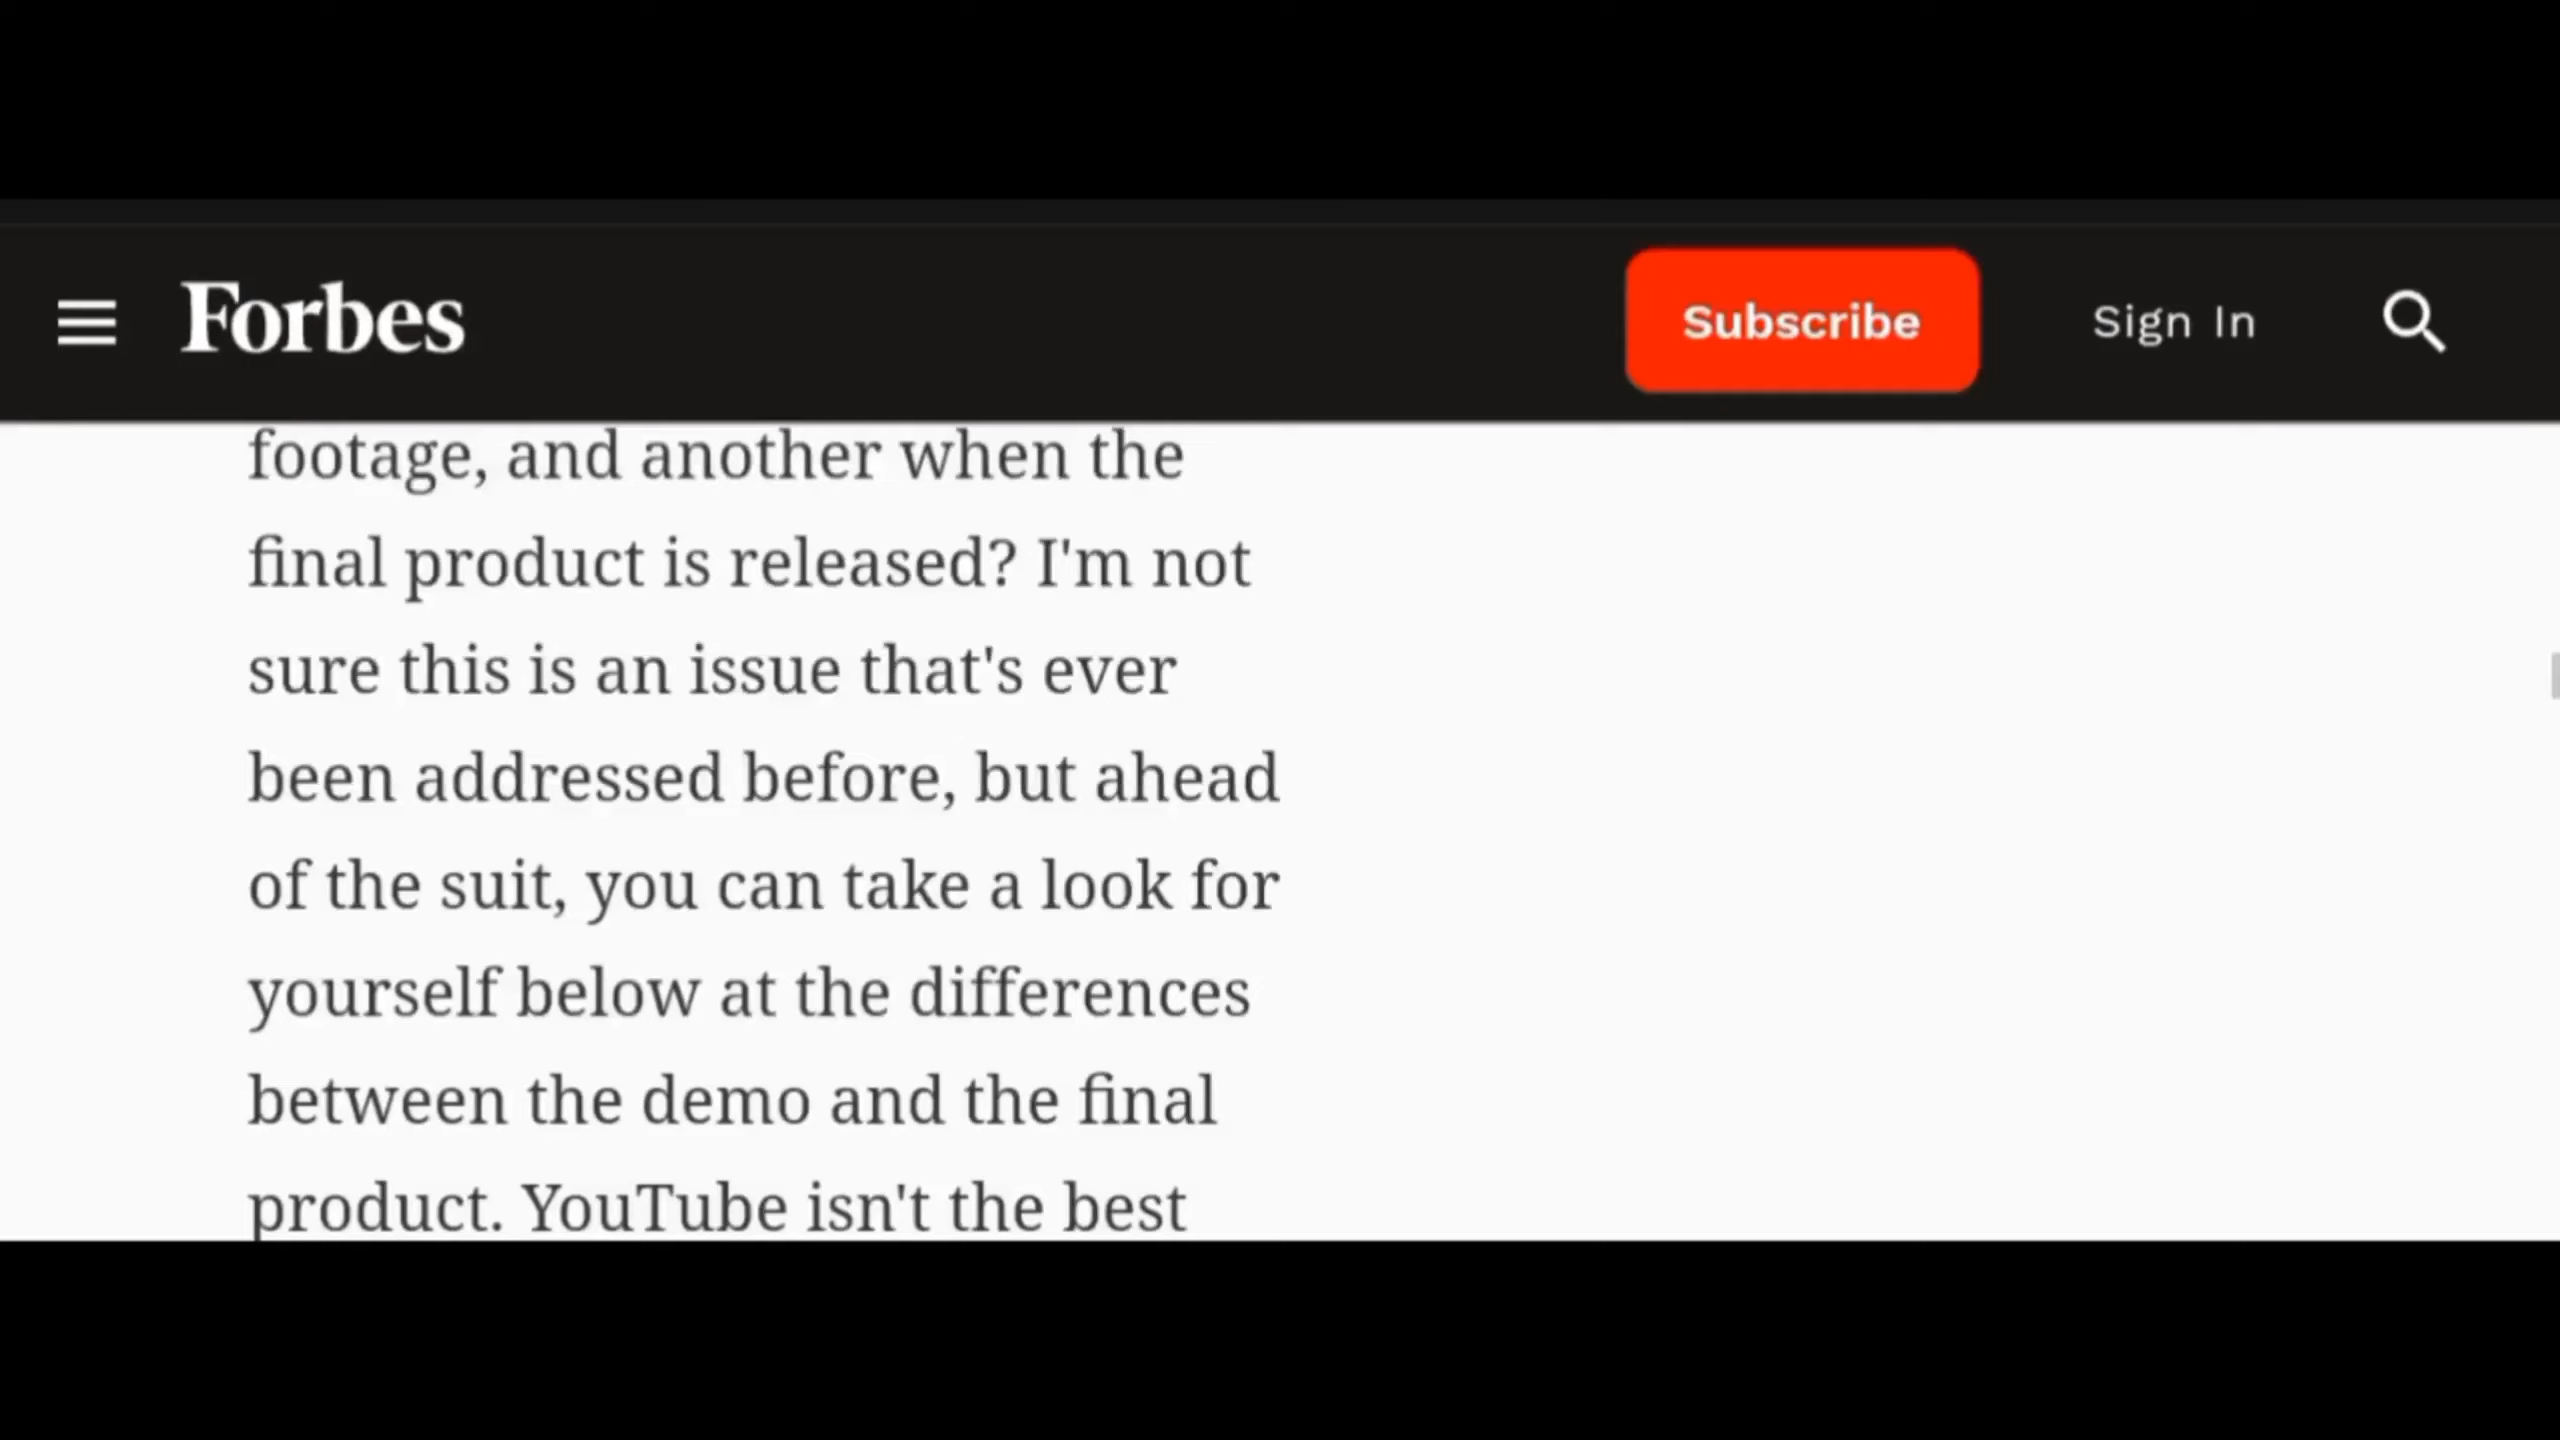 Forbes
Subscribe
Sign In
footage, and another when the
final product is released? I'm not
sure this is an issue that's ever
been addressed before, but ahead
of the suit, you can take a look for
yourself below at the differences
between the demo and the final
product. YouTube isn't the best